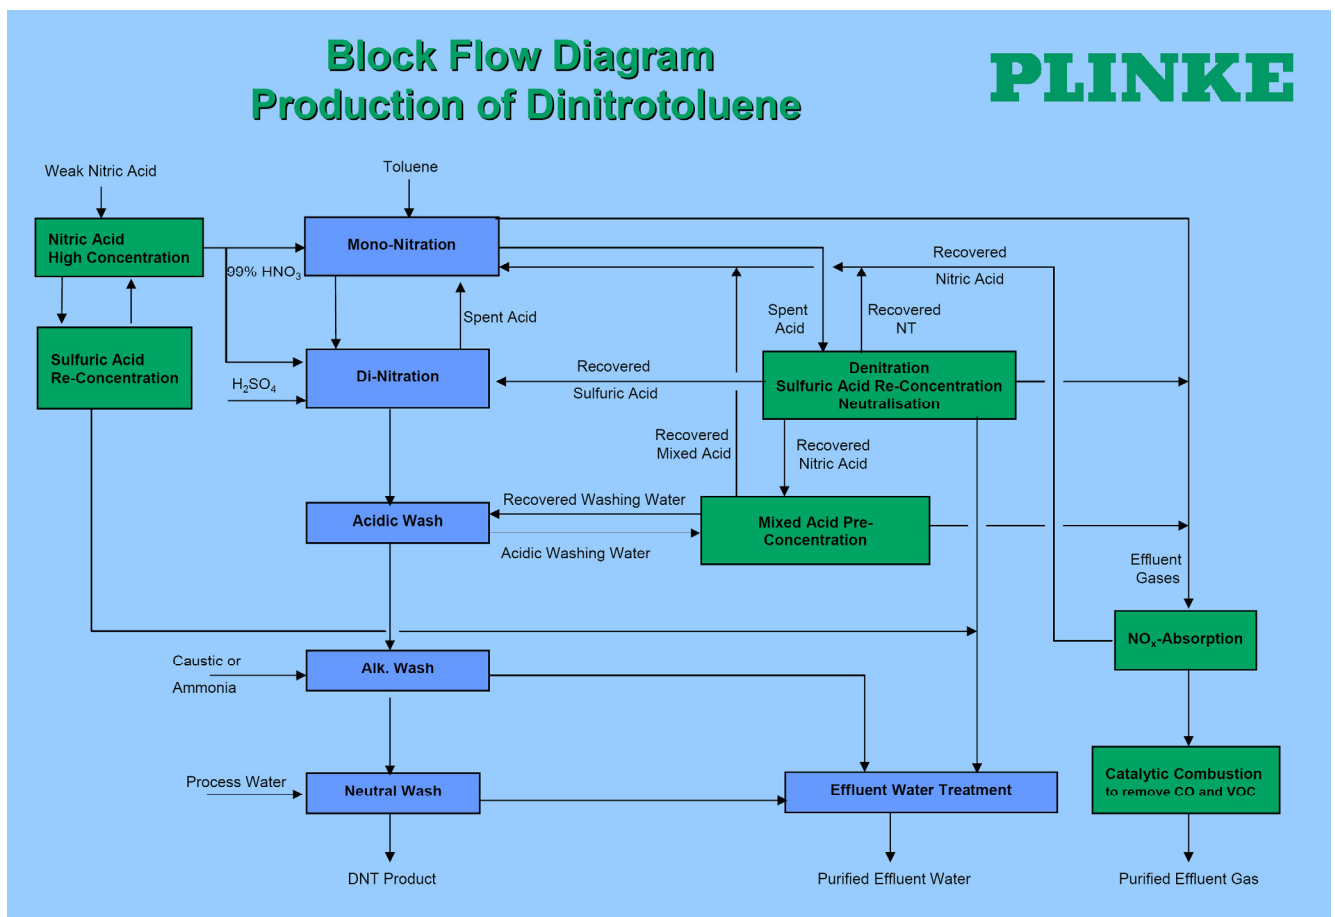 Block Flow Diagram
Production of Dinitrotoluene
PLINKE
Weak Nitric Acid
Toluene
Nitric Acid
High Concentration
Mono-Nitration
99% HNO₃
Recovered
Nitric Acid
Spent Acid
Spent
Acid
Recovered
NT
Sulfuric Acid
Re-Concentration
Di-Nitration
H₂SO₄
Recovered
Sulfuric Acid
Denitration
Sulfuric Acid Re-Concentration
Neutralisation
Recovered
Mixed Acid
Recovered
Nitric Acid
Acidic Wash
Recovered Washing Water
Acidic Washing Water
Mixed Acid Pre-
Concentration
Effluent
Gases
NOₓ-Absorption
Caustic or
Ammonia
Alk. Wash
Process Water
Neutral Wash
Effluent Water Treatment
Catalytic Combustion
to remove CO and VOC
DNT Product
Purified Effluent Water
Purified Effluent Gas